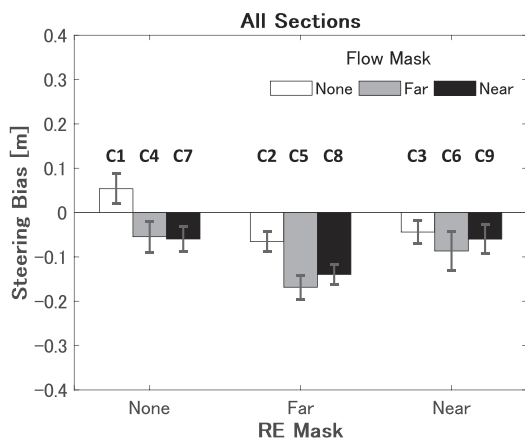 All Sections
Steering Bias [m]
0.4
0.3
0.2
0.1
0
−0.1
−0.2
−0.3
−0.4
Flow Mask
None Far Near
C1 C4 C7 C2 C5 C8 C3 C6 C9
None Far Near
RE Mask